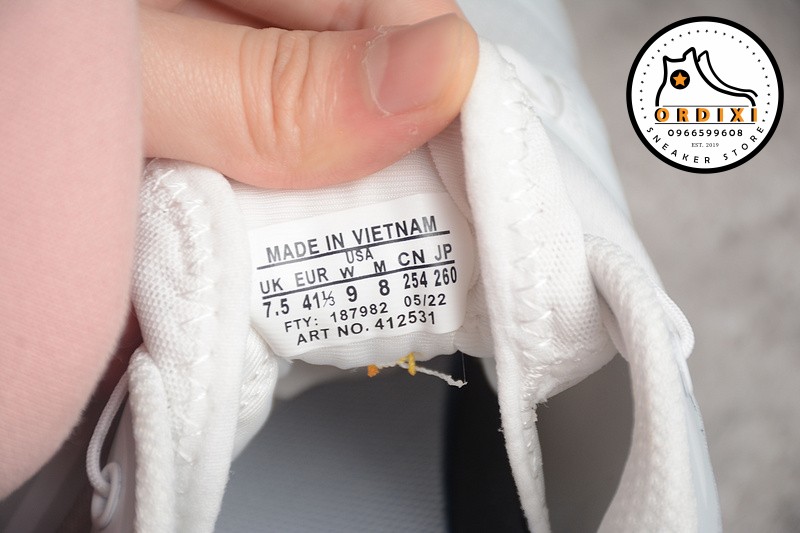 MADE IN VIETNAM
USA
UK EUR W M CN JP
7.5 41⅓ 9 8 254 260
FTY: 187982 05/22
ART NO. 412531
ORDIXI
0966599608
EST. 2019
SNEAKER STORE